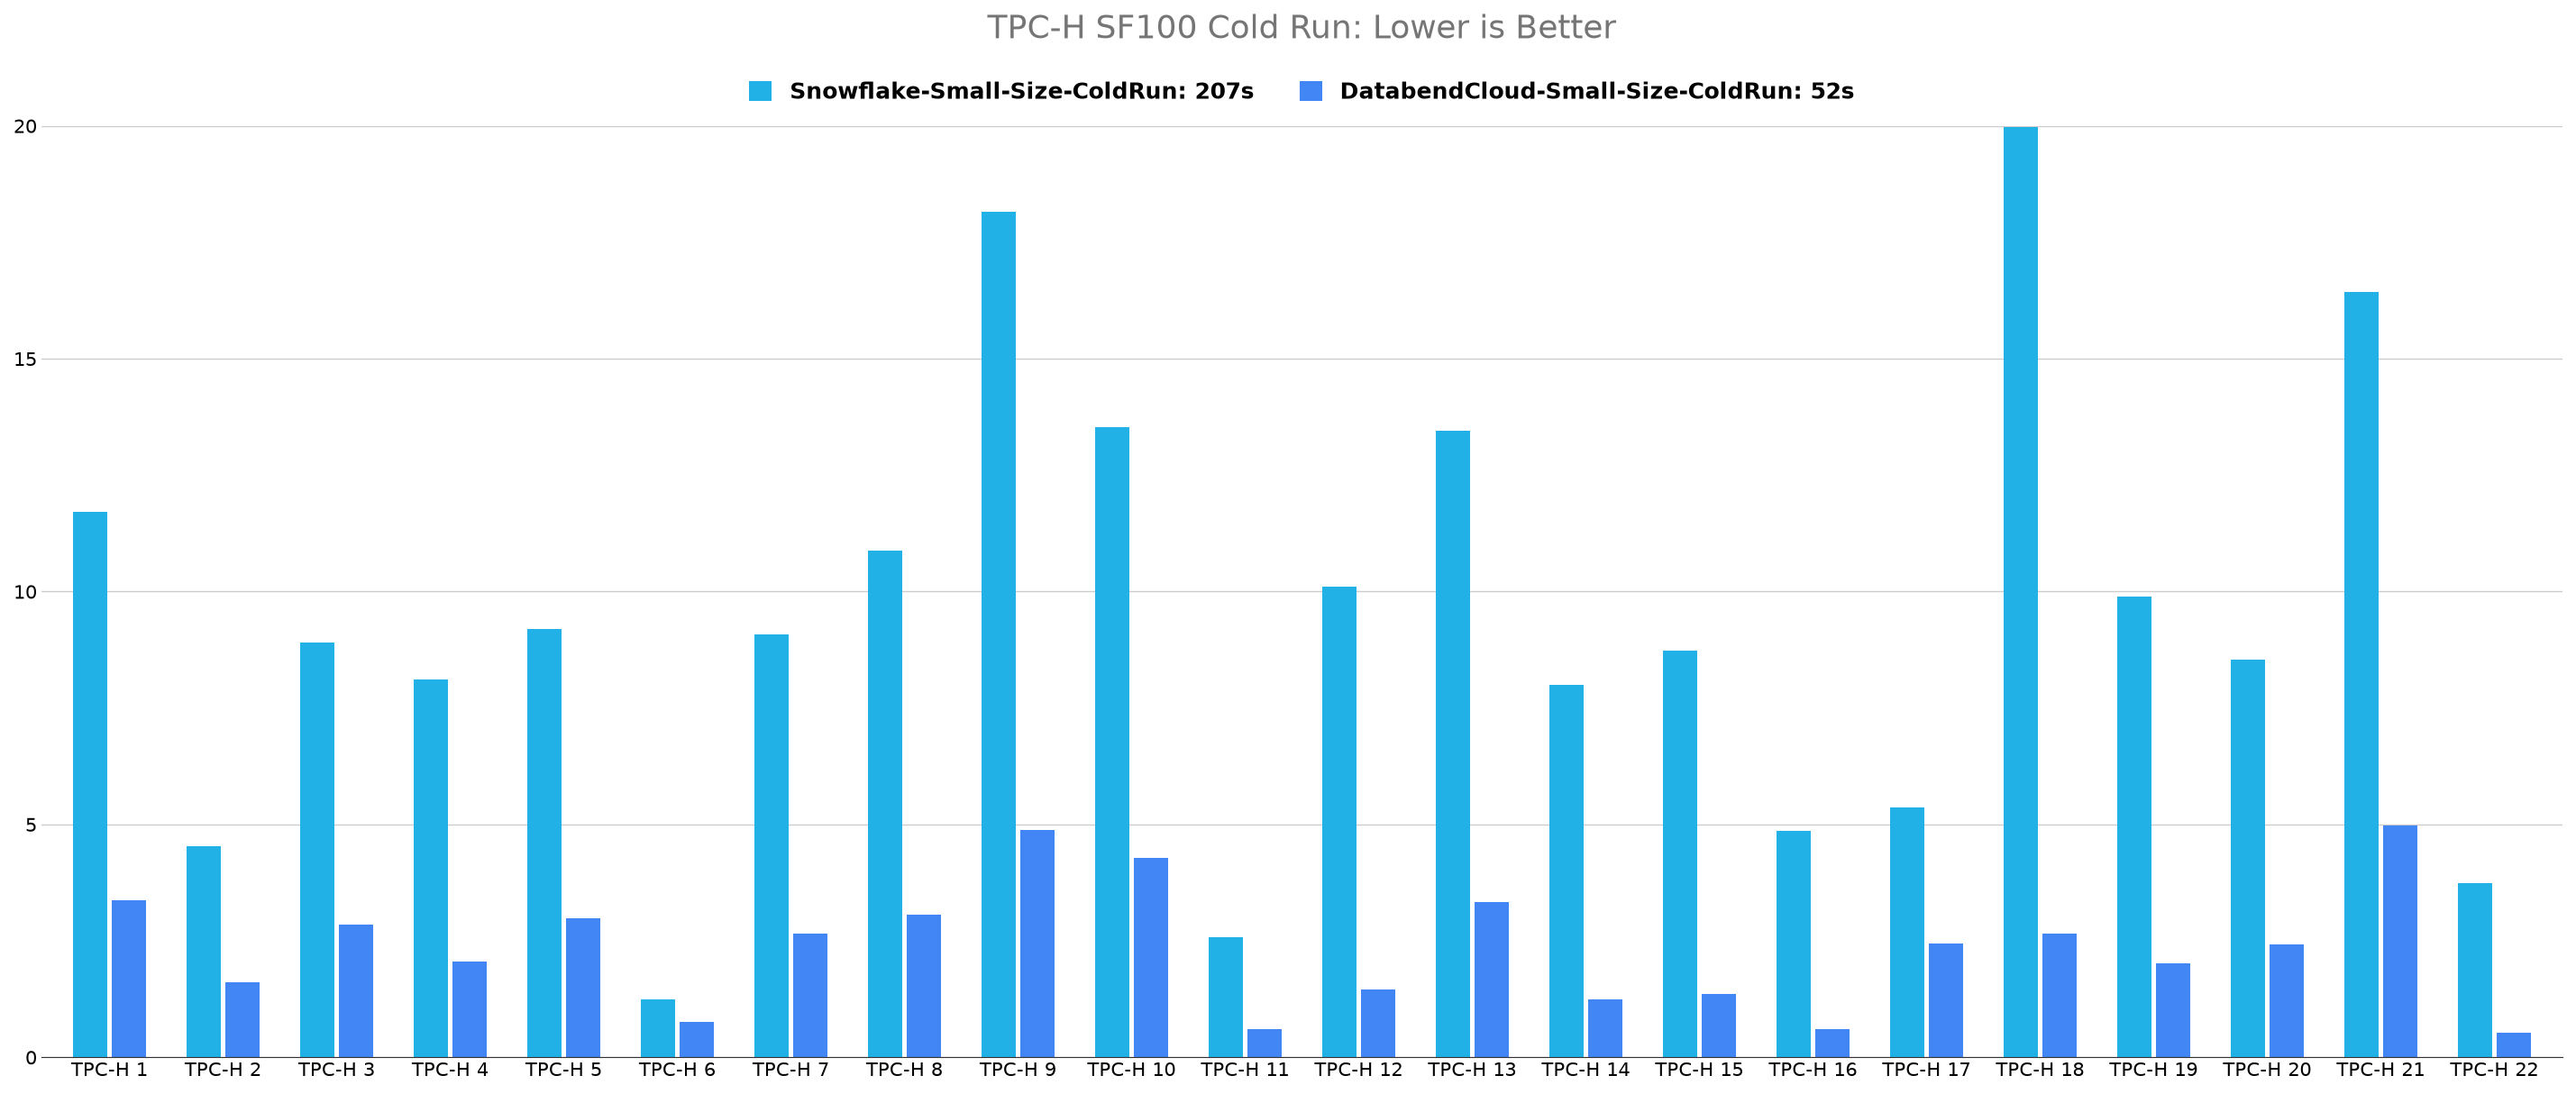 TPC-H SF100 Cold Run: Lower is Better
Snowflake-Small-Size-ColdRun: 207s DatabendCloud-Small-Size-ColdRun: 52s
20
15
10
5
0
TPC-H 1 TPC-H 2 TPC-H 3 TPC-H 4 TPC-H 5 TPC-H 6 TPC-H 7 TPC-H 8 TPC-H 9 TPC-H 10 TPC-H 11 TPC-H 12 TPC-H 13 TPC-H 14 TPC-H 15 TPC-H 16 TPC-H 17 TPC-H 18 TPC-H 19 TPC-H 20 TPC-H 21 TPC-H 22